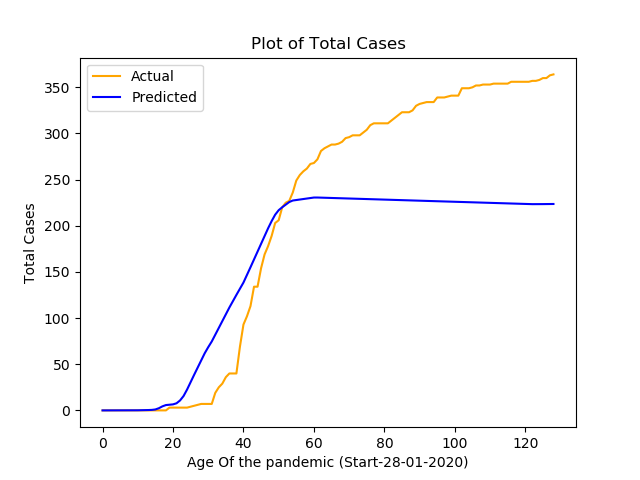 Plot of Total Cases
Actual
Predicted
350
300
250
200
150
100
50
0
Total Cases
0 20 40 60 80 100 120
Age Of the pandemic (Start-28-01-2020)